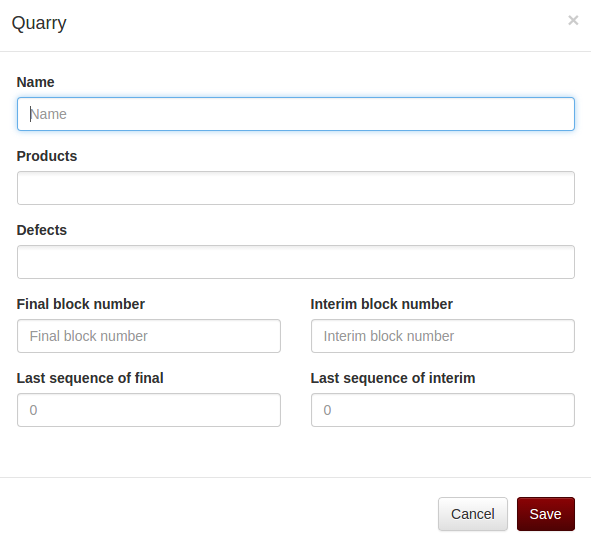 Quarry ×
Name
Name
Products
Defects
Final block number Interim block number
Final block number Interim block number
Last sequence of final Last sequence of interim
0 0
Cancel Save